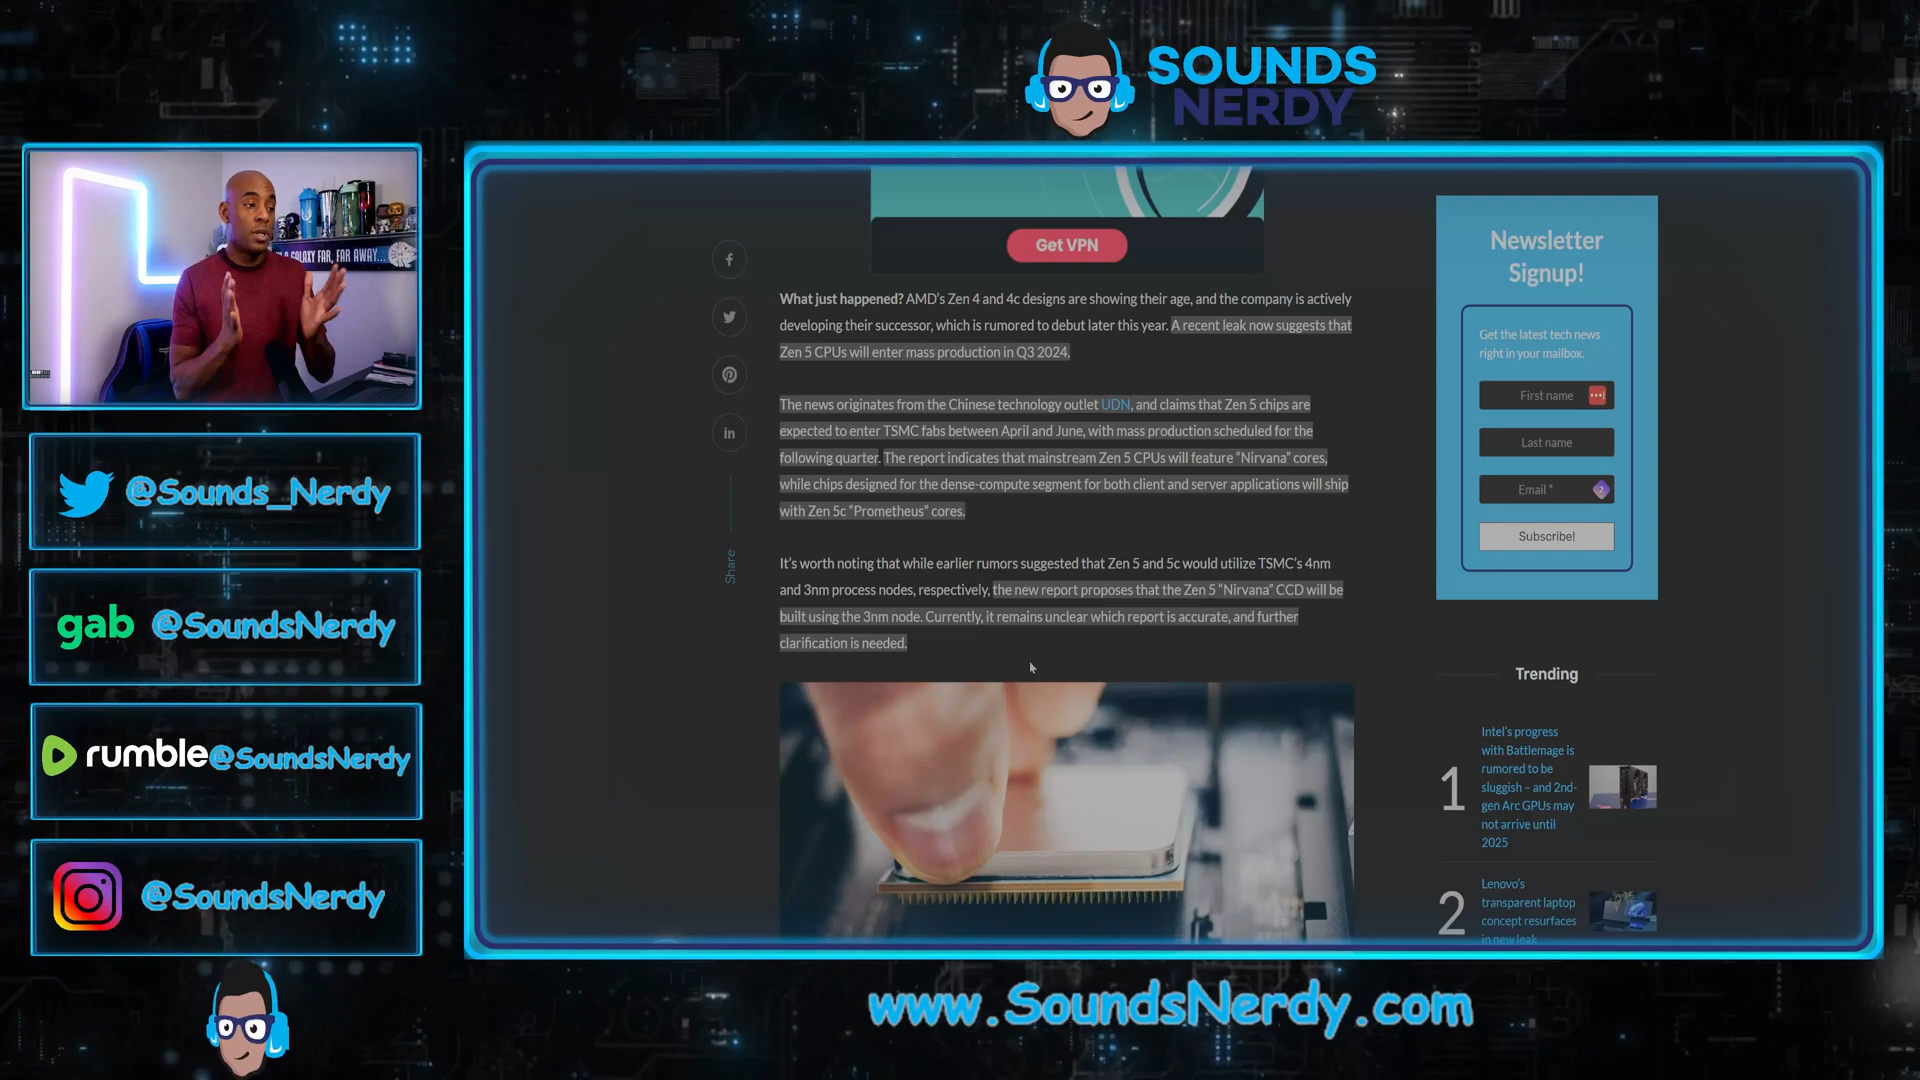 SOUNDS
NERDY
A GALAXY FAR, FAR AWAY...
@Sounds_Nerdy
gab @SoundsNerdy
rumble @SoundsNerdy
@SoundsNerdy
Get VPN
What just happened? AMD's Zen 4 and 4c designs are showing their age, and the company is actively
developing their successor, which is rumored to debut later this year. A recent leak now suggests that
Zen 5 CPUs will enter mass production in Q3 2024.
The news originates from the Chinese technology outlet UDN, and claims that Zen 5 chips are
expected to enter TSMC fabs between April and June, with mass production scheduled for the
following quarter. The report indicates that mainstream Zen 5 CPUs will feature “Nirvana” cores,
while chips designed for the dense-compute segment for both client and server applications will ship
with Zen 5c “Prometheus” cores.
It's worth noting that while earlier rumors suggested that Zen 5 and 5c would utilize TSMC's 4nm
and 3nm process nodes, respectively, the new report proposes that the Zen 5 “Nirvana” CCD will be
built using the 3nm node. Currently, it remains unclear which report is accurate, and further
clarification is needed.
Share
Newsletter
Signup!
Get the latest tech news
right in your mailbox.
First name
Last name
Email *
2
Subscribe!
Trending
1
Intel's progress
with Battlemage is
rumored to be
sluggish – and 2nd-
gen Arc GPUs may
not arrive until
2025
2
Lenovo's
transparent laptop
concept resurfaces
in new leak
www.SoundsNerdy.com